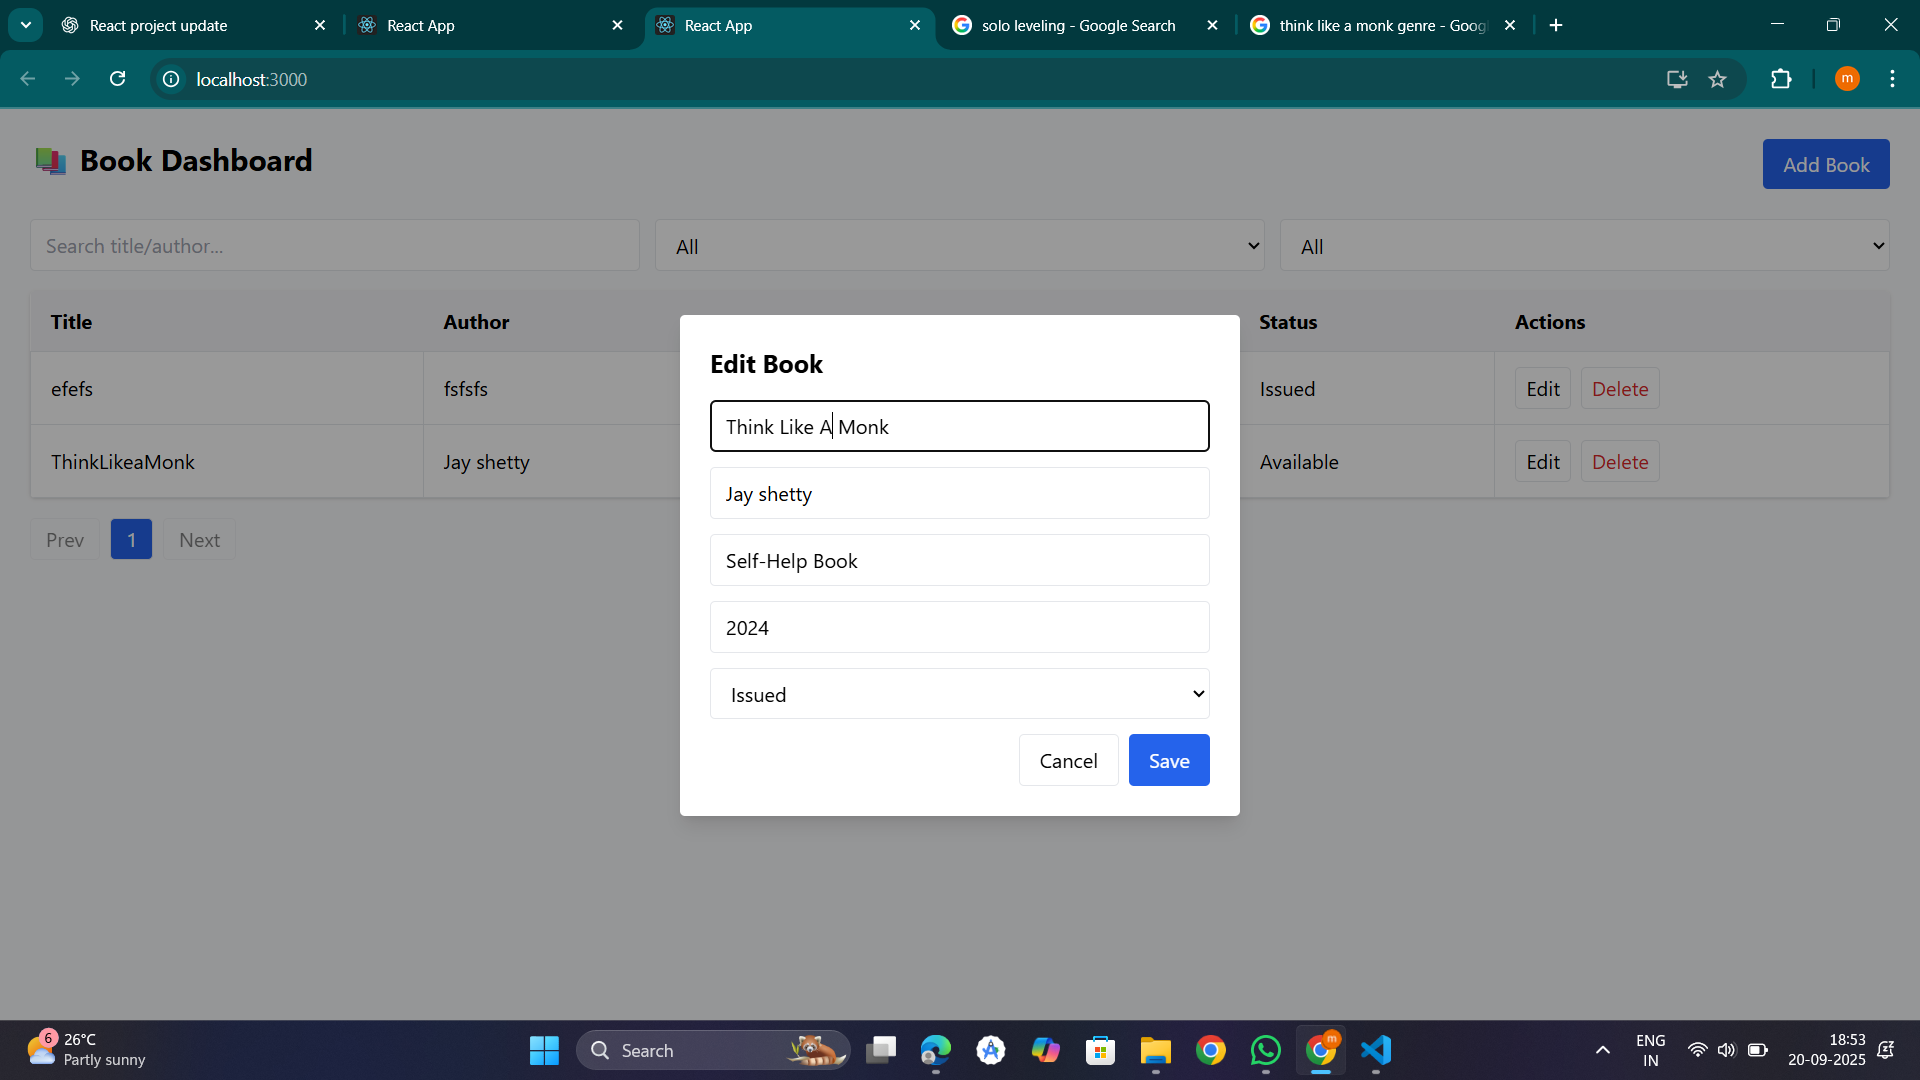 React project update
React App
React App
solo leveling - Google Search
think like a monk genre - Goog
localhost:3000
m
Book Dashboard
Add Book
Search title/author...
All
All
Title
Author
Status
Actions
efefs
fsfsfs
Issued
Edit
Delete
ThinkLikeaMonk
Jay shetty
Available
Edit
Delete
Prev
1
Next
Edit Book
Think Like A Monk
Jay shetty
Self-Help Book
2024
Issued
Cancel
Save
6
26°C
Partly sunny
Search
m
ENG
IN
18:53
20-09-2025